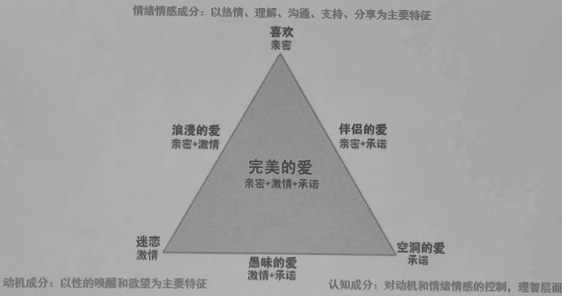 情绪情感成分：以热情、理解、沟通、支持、分享为主要特征
喜欢
亲密
浪漫的爱
亲密+激情
伴侣的爱
亲密+承诺
完美的爱
亲密+激情+承诺
迷恋
激情
空洞的爱
承诺
愚昧的爱
激情+承诺
动机成分：以性的唤醒和欲望为主要特征
认知成分：对动机和情绪情感的控制，理智层面